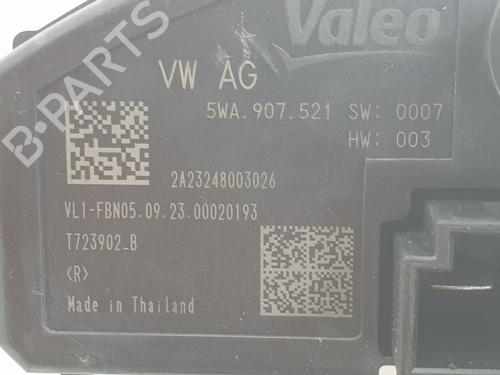 Valeo
VW AG
5WA.907.521 SW: 0007
HW: 003
2A23248003026
VL1-FBN05.09.23.00020193
T723902_B
<R>
Made in Thailand
B-PARTS